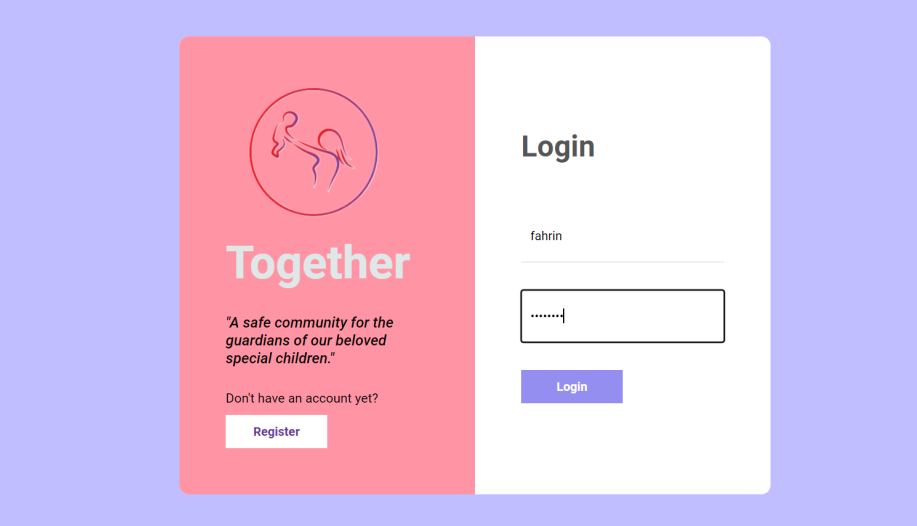 Together
"A safe community for the
guardians of our beloved
special children."
Don't have an account yet?
Register
Login
fahrin
••••••••
Login